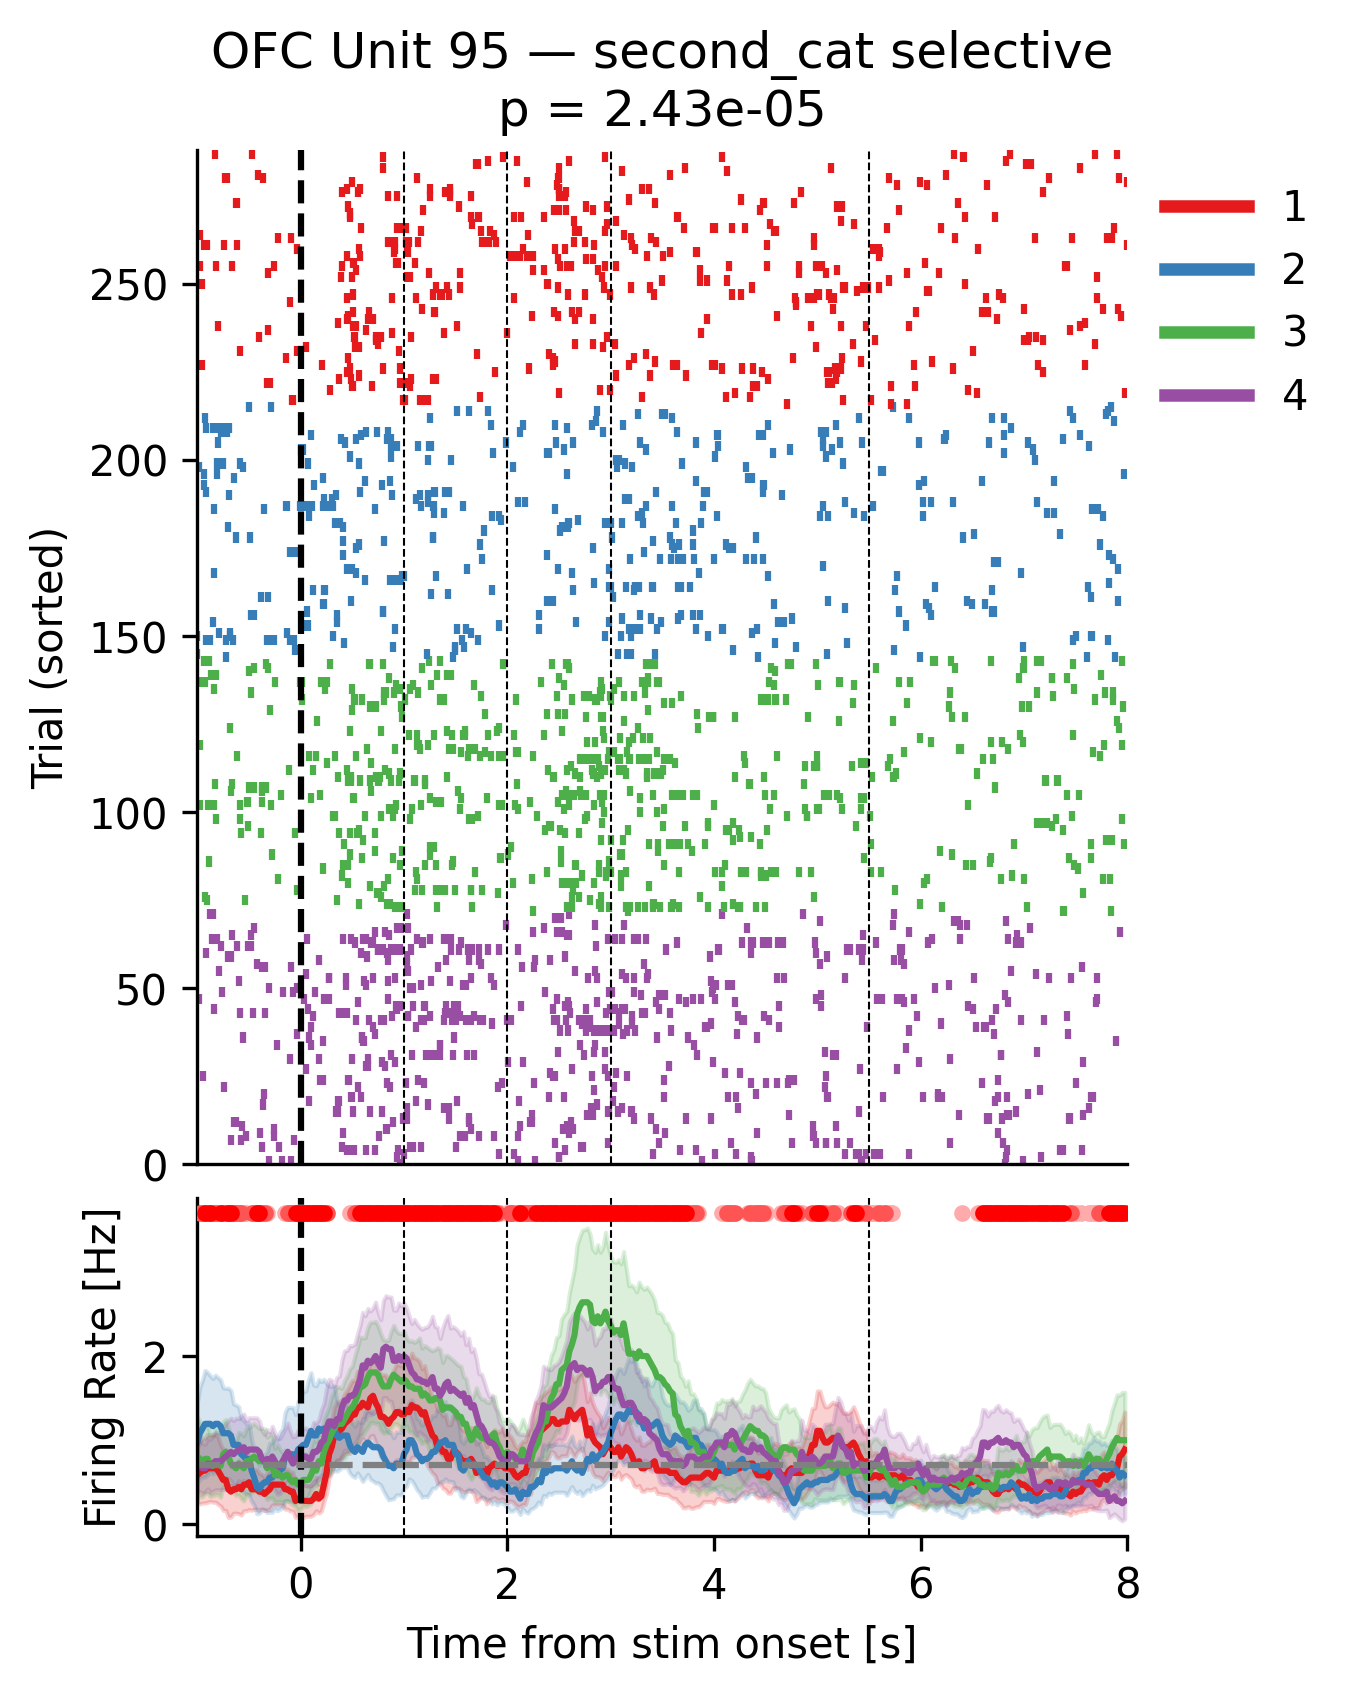 OFC Unit 95 — second_cat selective
p = 2.43e-05
1
2
3
4
250
200
150
100
50
0
Trial (sorted)
2
0
Firing Rate [Hz]
0 2 4 6 8
Time from stim onset [s]